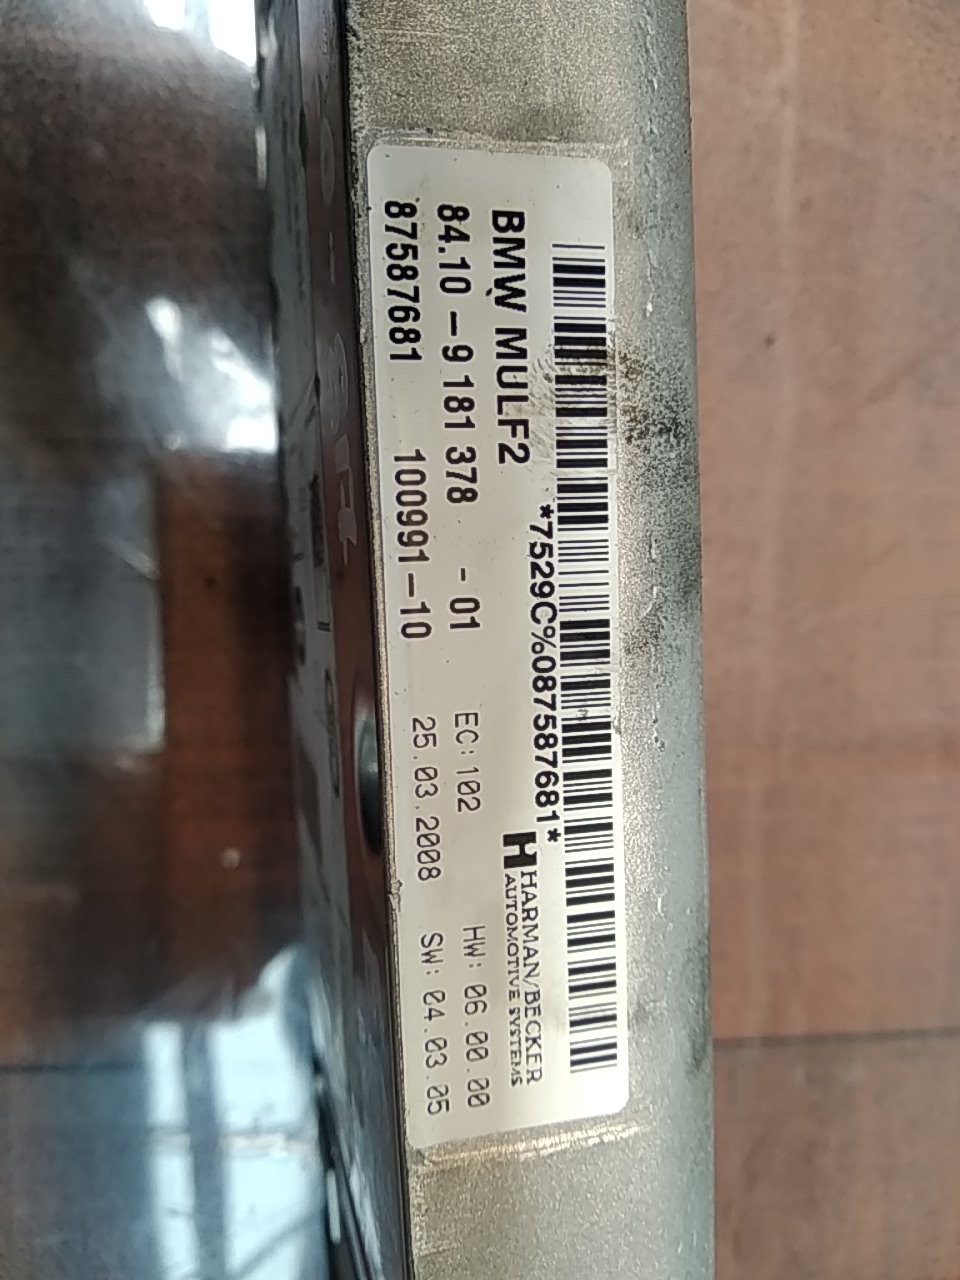 *7529C%087587681*
BMW MULF2
HARMAN/BECKER
AUTOMOTIVE SYSTEMS
84.10-9 181 378 -01 EC:102 HW: 06.00.00
87587681 100991-10 25.03.2008 SW: 04.03.05